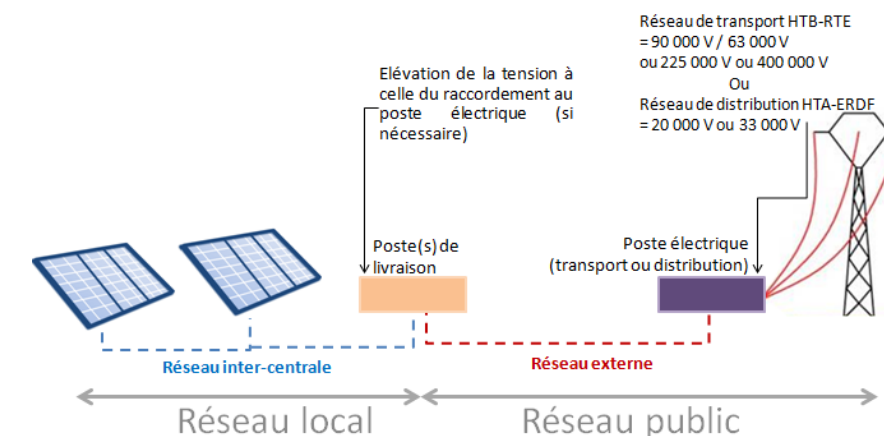 Réseau de transport HTB-RTE
= 90 000 V / 63 000 V
ou 225 000 V ou 400 000 V
Ou
Réseau de distribution HTA-ERDF
= 20 000 V ou 33 000 V
Elévation de la tension à
celle du raccordement au
poste électrique (si
nécessaire)
Poste(s) de
livraison
Poste électrique
(transport ou distribution)
Réseau inter-centrale
Réseau externe
Réseau local
Réseau public